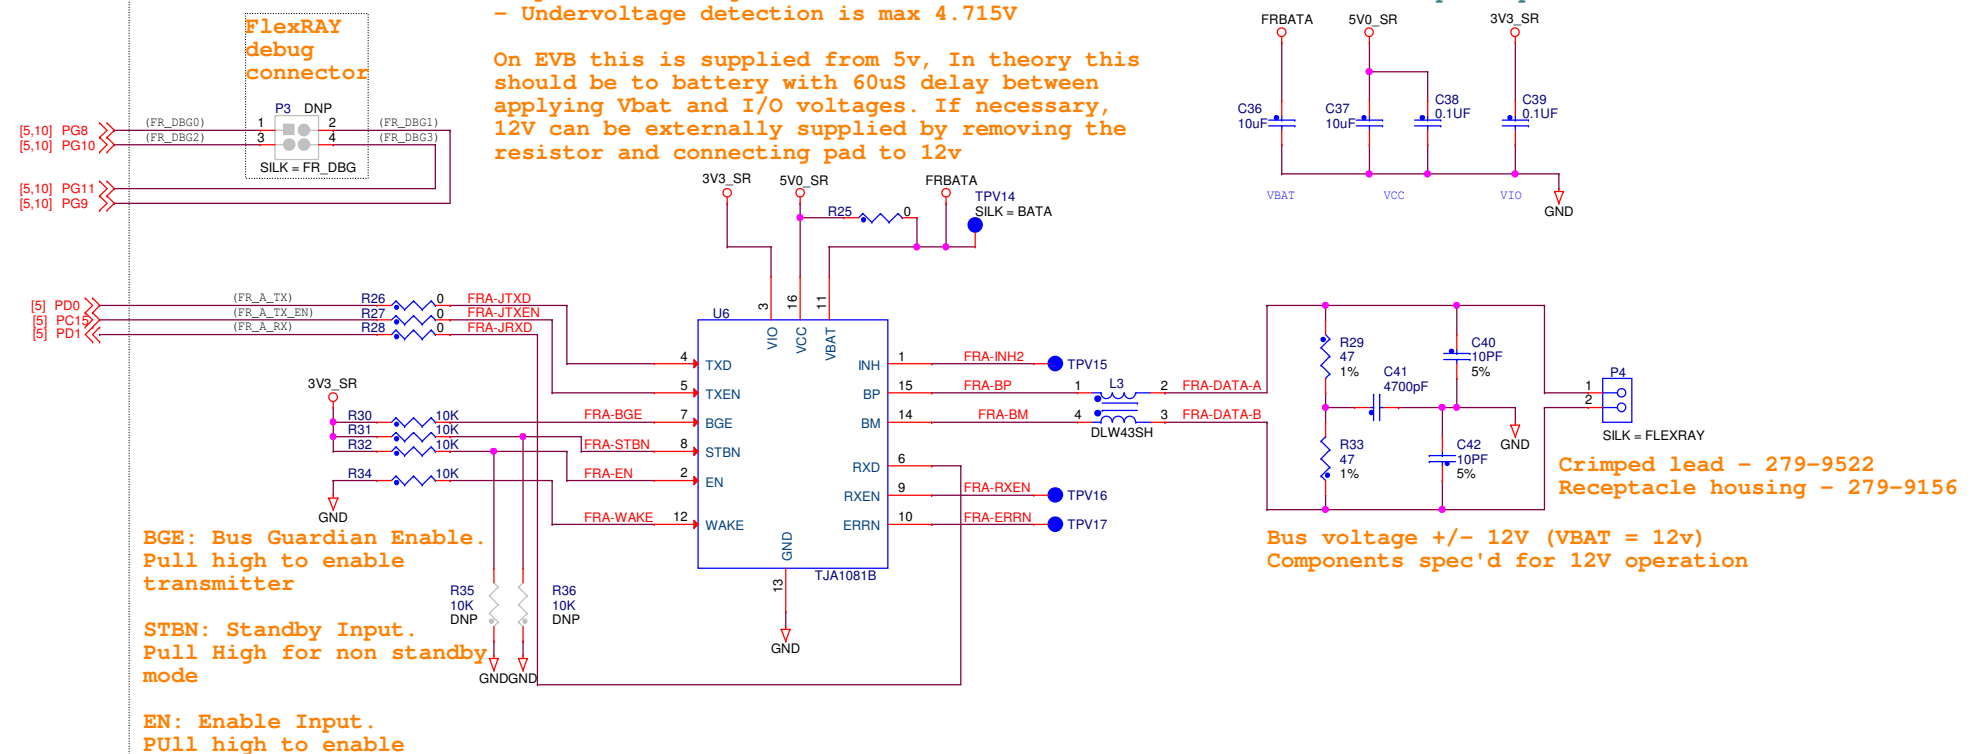 – Undervoltage detection is max 4.715V
On EVB this is supplied from 5v, In theory this
should be to battery with 60uS delay between
applying Vbat and I/O voltages. If necessary,
12V can be externally supplied by removing the
resistor and connecting pad to 12v
FlexRAY
debug
connector
P3 DNP
1 2
3 4
SILK = FR_DBG
[5,10] PG8 (FR_DBG0) (FR_DBG1)
[5,10] PG10 (FR_DBG2) (FR_DBG3)
[5,10] PG11
[5,10] PG9
FRBATA 5V0_SR 3V3_SR
C36
10uF
C37
10uF
C38
0.1UF
C39
0.1UF
VBAT VCC VIO
GND
3V3_SR 5V0_SR FRBATA
TPV14
SILK = BATA
R25 0
[5] PD0 (FR_A_TX) R26 0 FRA-JTXD
[5] PC15 (FR_A_TX_EN) R27 0 FRA-JTXEN
[5] PD1 (FR_A_RX) R28 0 FRA-JRXD
3V3_SR
R30 10K FRA-BGE
R31 10K FRA-STBN
R32 10K FRA-EN
R34 10K FRA-WAKE
GND
U6
3 16 11
VIO VCC VBAT
4 TXD
5 TXEN
7 BGE
8 STBN
2 EN
12 WAKE
INH 1 FRA-INH2 TPV15
BP 15 FRA-BP
BM 14 FRA-BM
RXD 6
RXEN 9 FRA-RXEN TPV16
ERRN 10 FRA-ERRN TPV17
GND
13
TJA1081B
GND
1 L3 2 FRA-DATA-A
4 3 FRA-DATA-B
DLW43SH
R29
47
1%
R33
47
1%
C41
4700pF
C40
10PF
5%
C42
10PF
5%
GND
P4
1
2
SILK = FLEXRAY
Crimped lead – 279–9522
Receptacle housing – 279–9156
Bus voltage +/– 12V (VBAT = 12v)
Components spec'd for 12V operation
R35
10K
DNP
R36
10K
DNP
GND GND
BGE: Bus Guardian Enable.
Pull high to enable
transmitter
STBN: Standby Input.
Pull High for non standby
mode
EN: Enable Input.
PUll high to enable